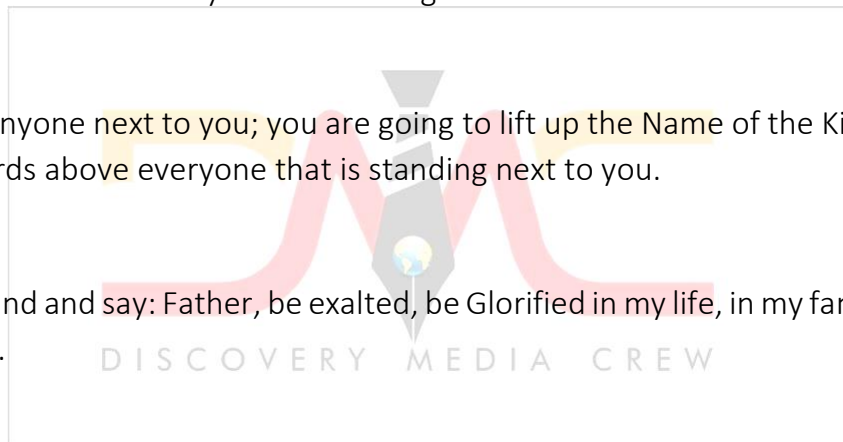 nyone next to you; you are going to lift up the Name of the Ki
rds above everyone that is standing next to you.
nd and say: Father, be exalted, be Glorified in my life, in my fa
.
DISCOVERY MEDIA CREW